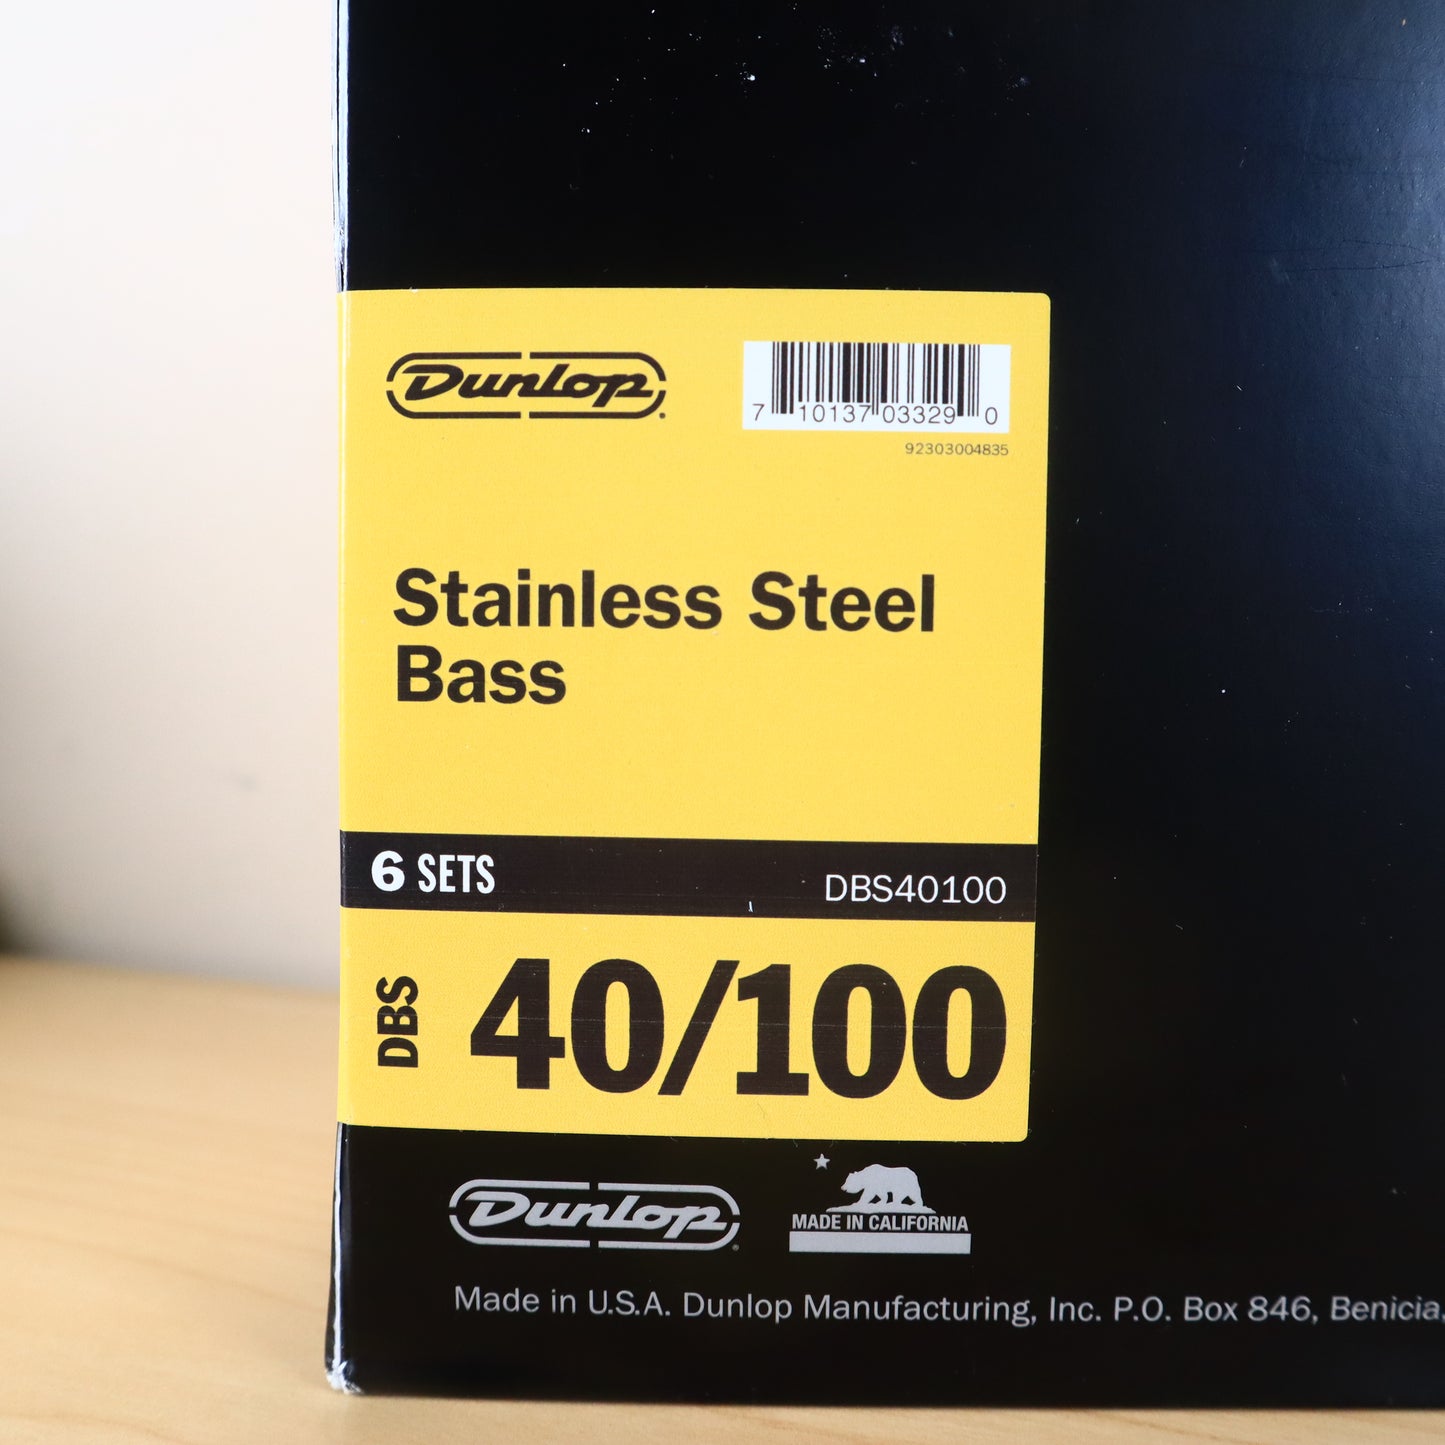 Dunlop
7 10137 03329 0
92303004835
Stainless Steel
Bass
6 SETS
DBS40100
DBS
40/100
Dunlop
MADE IN CALIFORNIA
Made in U.S.A. Dunlop Manufacturing, Inc. P.O. Box 846, Benicia,